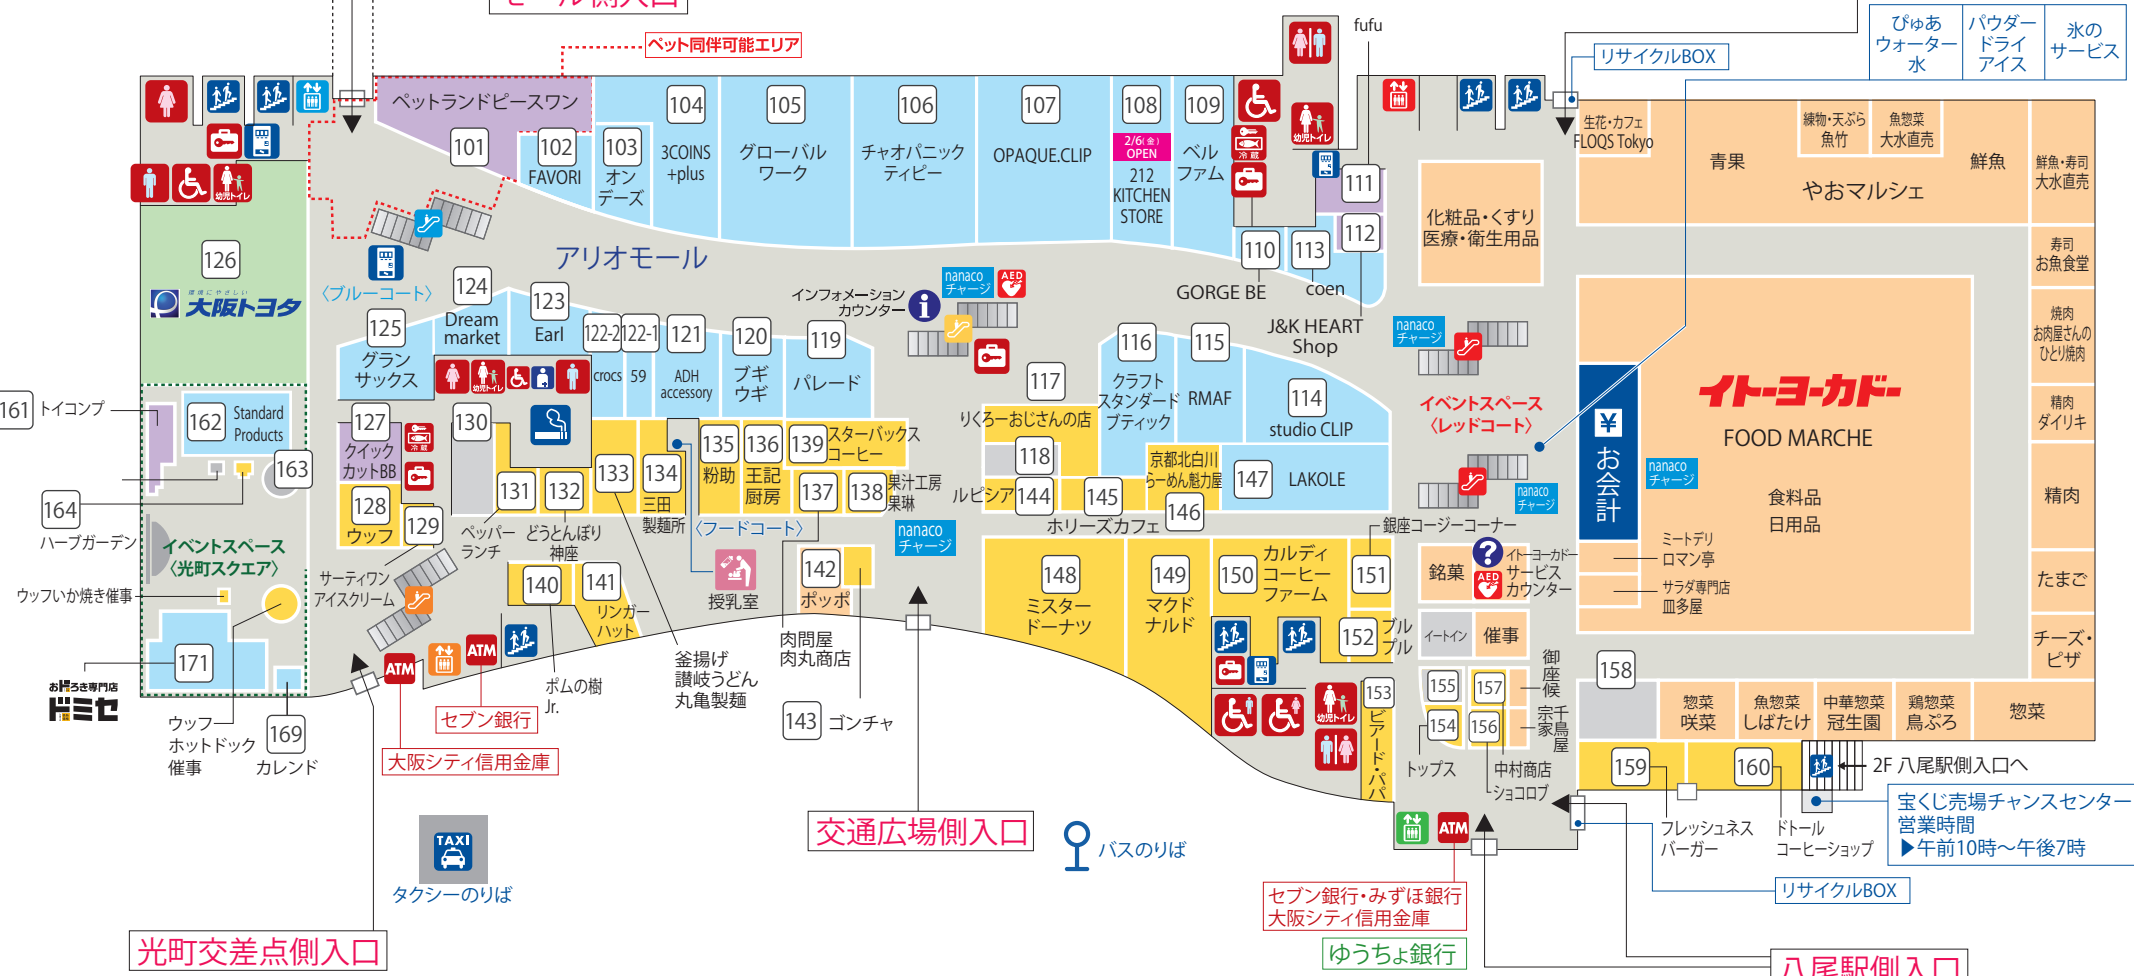 モール側入口
ペット同伴可能エリア
fufu
リサイクルBOX
ぴゅあ
ウォーター
水
パウダー
ドライ
アイス
氷の
サービス
ペットランドピースワン
101
102
FAVORI
103
オン
デーズ
104
3COINS
+plus
105
グローバル
ワーク
106
チャオパニック
ティピー
107
OPAQUE.CLIP
108
2/6(金)
OPEN
212
KITCHEN
STORE
109
ベル
ファム
冷蔵
幼児トイレ
111
112
110
GORGE BE
113
coen
J&K HEART
Shop
化粧品・くすり
医療・衛生用品
生花・カフェ
FLOQS Tokyo
青果
練物・天ぷら
魚竹
魚惣菜
大水直売
やおマルシェ
鮮魚
鮮魚・寿司
大水直売
寿司
お魚食堂
焼肉
お肉屋さんの
ひとり焼肉
精肉
ダイリキ
精肉
たまご
チーズ・
ピザ
幼児トイレ
126
環境にやさしい
大阪トヨタ
〈ブルーコート〉
アリオモール
124
Dream
market
123
Earl
125
グラン
サックス
122-2
crocs
122-1
59
121
ADH
accessory
120
ブギ
ウギ
119
パレード
インフォメーション
カウンター
nanaco
チャージ
AED
幼児トイレ
117
りくろーおじさんの店
116
クラフト
スタンダード
ブティック
115
RMAF
114
studio CLIP
nanaco
チャージ
イベントスペース
〈レッドコート〉
nanaco
チャージ
¥
お会計
nanaco
チャージ
イトーヨーカドー
FOOD MARCHE
食料品
日用品
161 トイコンプ
162
Standard
Products
163
164
ハーブガーデン
イベントスペース
〈光町スクエア〉
ウッフいか焼き催事
171
おドろき専門店
ドミセ
ウッフ
ホットドック
催事
169
カレンド
127
クイック
カットBB
冷蔵
128
ウッフ
129
サーティワン
アイスクリーム
130
131
ペッパー
ランチ
132
どうとんぼり
神座
133
134
三田
製麺所
135
粉助
136
王記
厨房
139
スターバックス
コーヒー
137
138
果汁工房
果琳
〈フードコート〉
授乳室
nanaco
チャージ
118
ルピシア
144
145
ホリーズカフェ
京都北白川
らーめん魁力屋
146
147
LAKOLE
銀座コージーコーナー
140
141
リンガー
ハット
142
ポッポ
肉問屋
肉丸商店
釜揚げ
讃岐うどん
丸亀製麺
ポムの樹
Jr.
143 ゴンチャ
148
ミスター
ドーナツ
149
マクド
ナルド
150
カルディ
コーヒー
ファーム
151
152
ブル
プル
153
ビアード・パパ
幼児トイレ
銘菓
?
AED
イトーヨーカドー
サービス
カウンター
イートイン
催事
155
157
154
156
御座候
宗家
千鳥屋
トップス
中村商店
ショコロブ
ミートデリ
ロマン亭
サラダ専門店
皿多屋
158
惣菜
咲菜
魚惣菜
しばたけ
中華惣菜
冠生園
鶏惣菜
鳥ぷろ
惣菜
159
フレッシュネス
バーガー
160
ドトール
コーヒーショップ
2F 八尾駅側入口へ
宝くじ売場チャンスセンター
営業時間
▶午前10時〜午後7時
リサイクルBOX
ATM
ATM
セブン銀行
大阪シティ信用金庫
TAXI
タクシーのりば
交通広場側入口
バスのりば
ATM
セブン銀行・みずほ銀行
大阪シティ信用金庫
ゆうちょ銀行
光町交差点側入口
八尾駅側入口